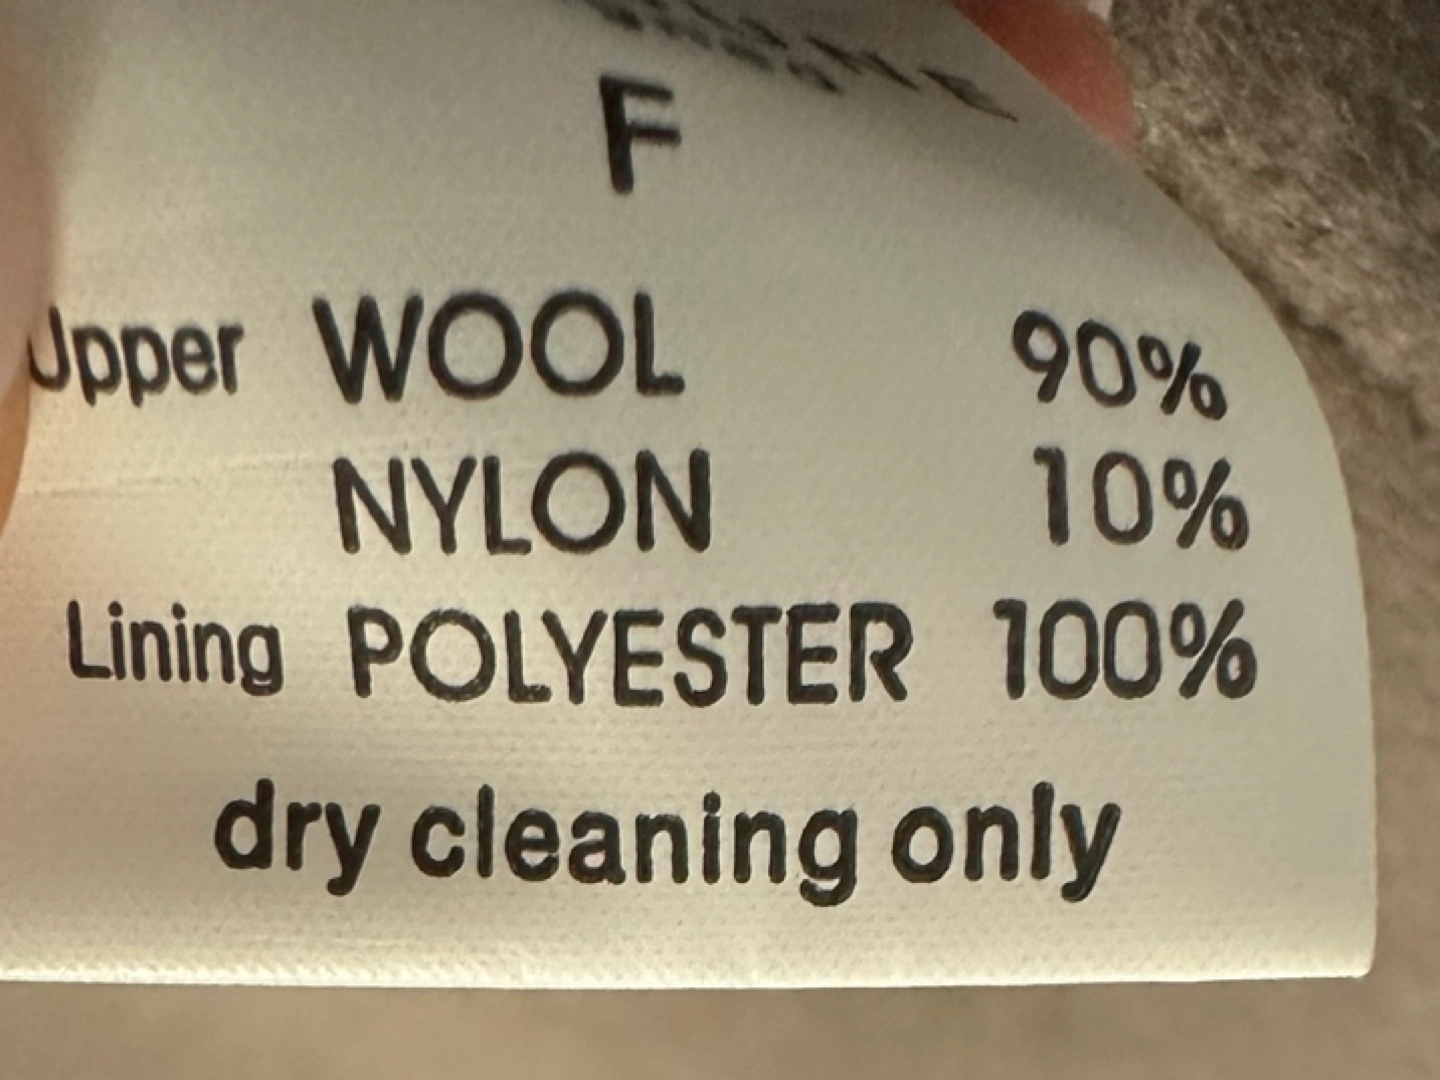 F
Upper WOOL 90%
NYLON 10%
Lining POLYESTER 100%
dry cleaning only